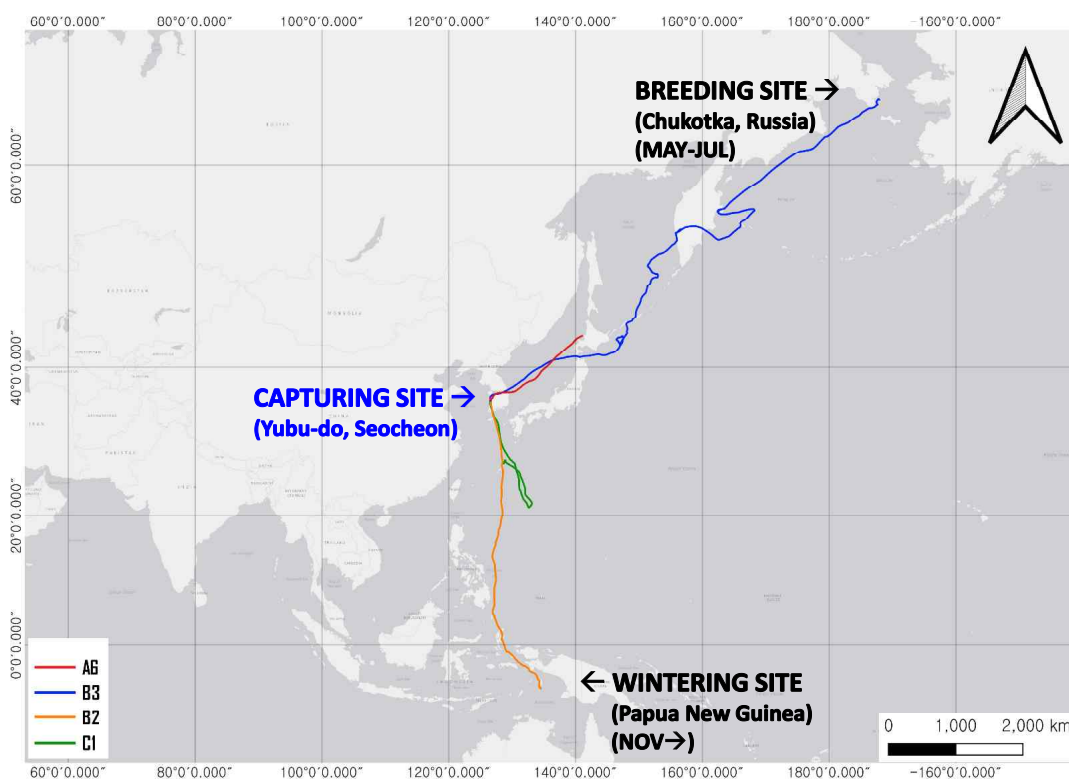 60°0'0.000" 80°0'0.000" 100°0'0.000" 120°0'0.000" 140°0'0.000" 160°0'0.000" 180°0'0.000" -160°0'0.000"
BREEDING SITE →
(Chukotka, Russia)
(MAY-JUL)
60°0'0.000"
MONGOLIA
40°0'0.000"
CAPTURING SITE →
(Yubu-do, Seocheon)
20°0'0.000"
0°0'0.000"
← WINTERING SITE
(Papua New Guinea)
(NOV→)
A6
B3
B2
C1
0 1,000 2,000 km
60°0'0.000" 80°0'0.000" 100°0'0.000" 120°0'0.000" 140°0'0.000" 160°0'0.000" 180°0'0.000" -160°0'0.000"